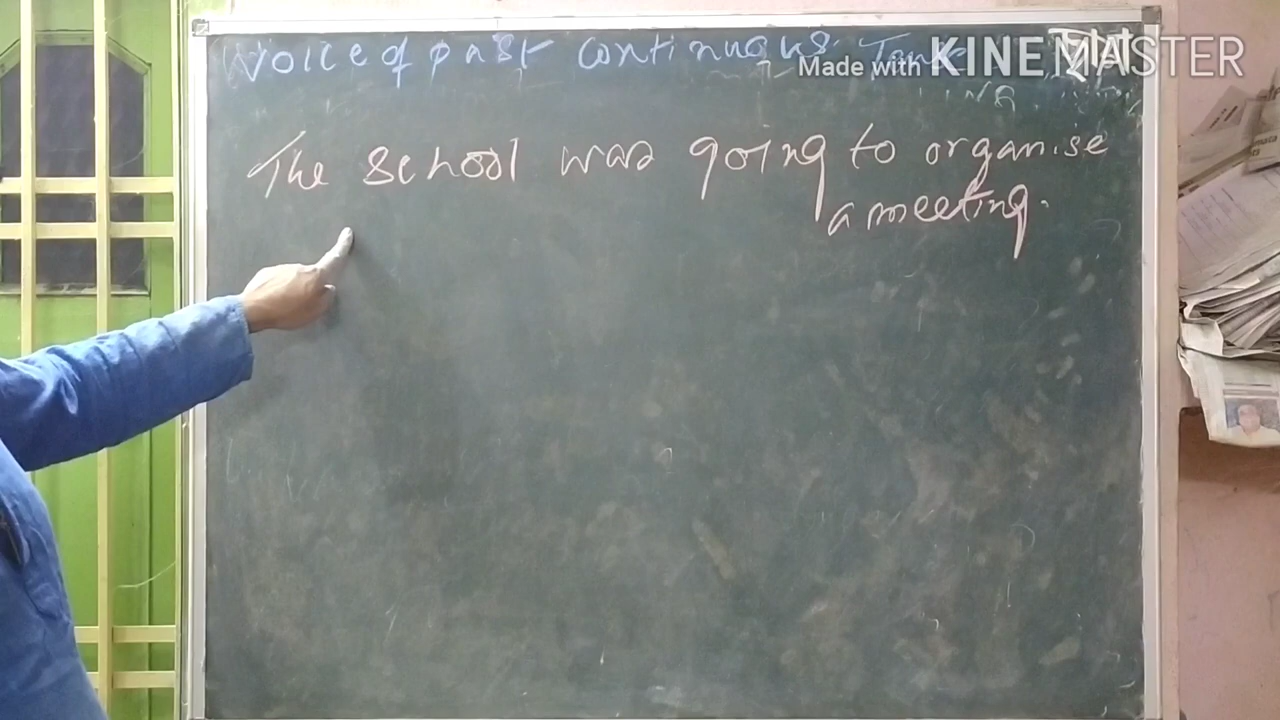 Voice of past continuous Tense
Made with KINEMASTER
The school was going to organise
a meeting.